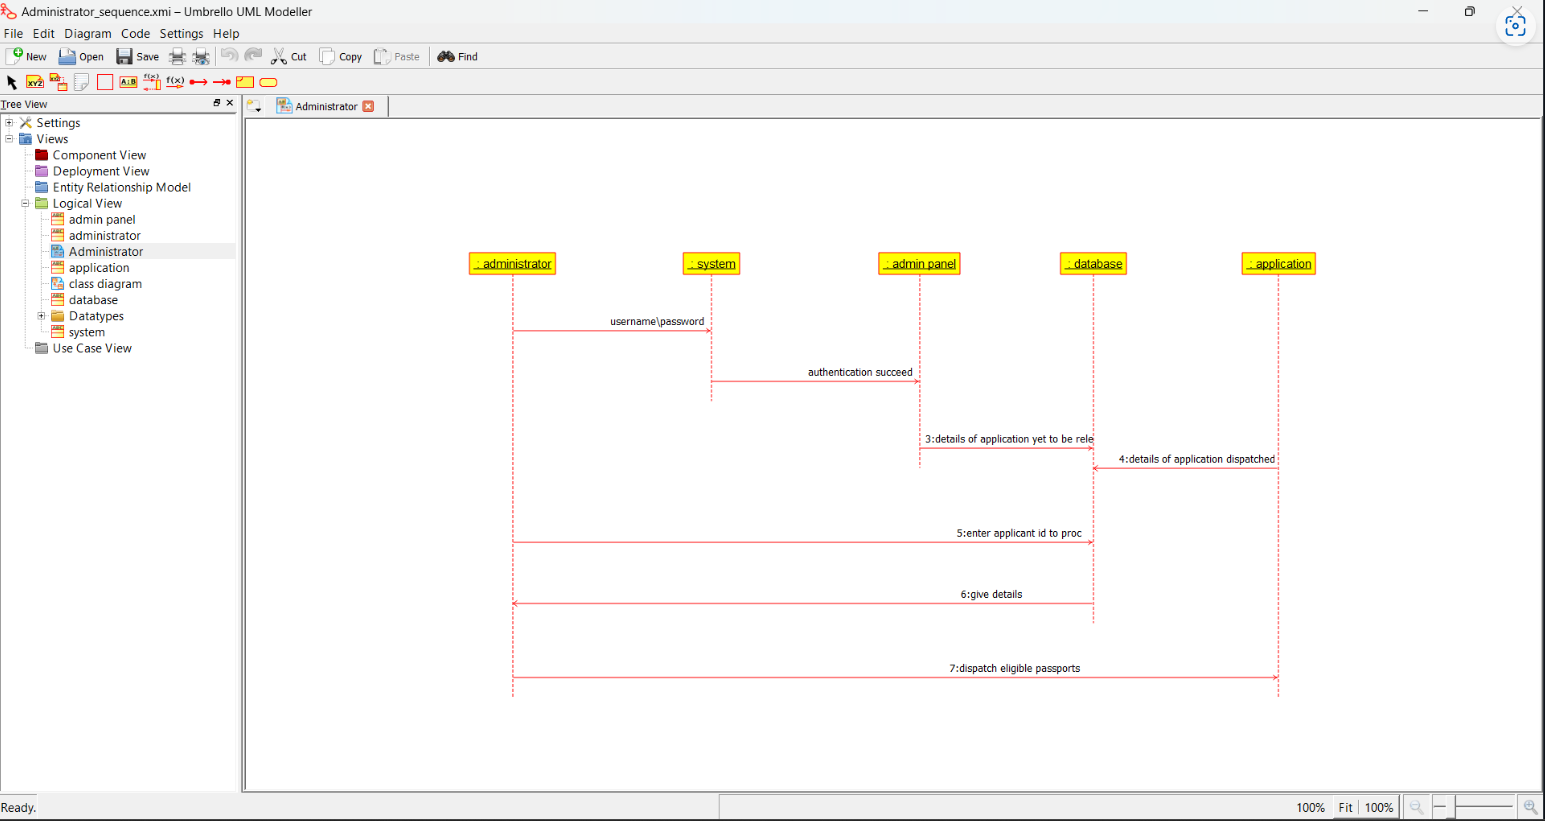 Administrator_sequence.xmi – Umbrello UML Modeller
File Edit Diagram Code Settings Help
New Open Save Cut Copy Paste Find
XYZ XYZ A:B f(x) f(x)
Tree View
Administrator
Settings
Views
Component View
Deployment View
Entity Relationship Model
Logical View
admin panel
administrator
Administrator
application
class diagram
database
Datatypes
system
Use Case View
: administrator : system : admin panel : database : application
username\password
authentication succeed
3:details of application yet to be rele
4:details of application dispatched
5:enter applicant id to proc
6:give details
7:dispatch eligible passports
Ready. 100% Fit 100%